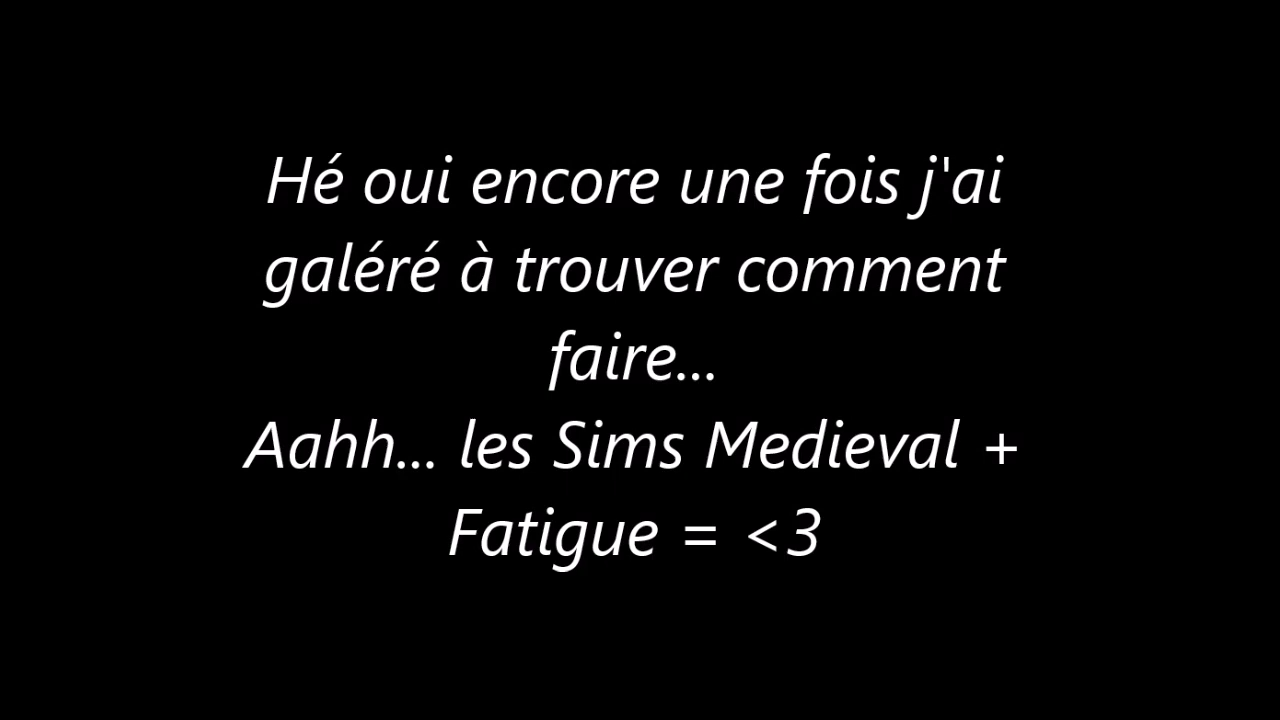 Hé oui encore une fois j'ai
galéré à trouver comment
faire...
Aahh... les Sims Medieval +
Fatigue = <3